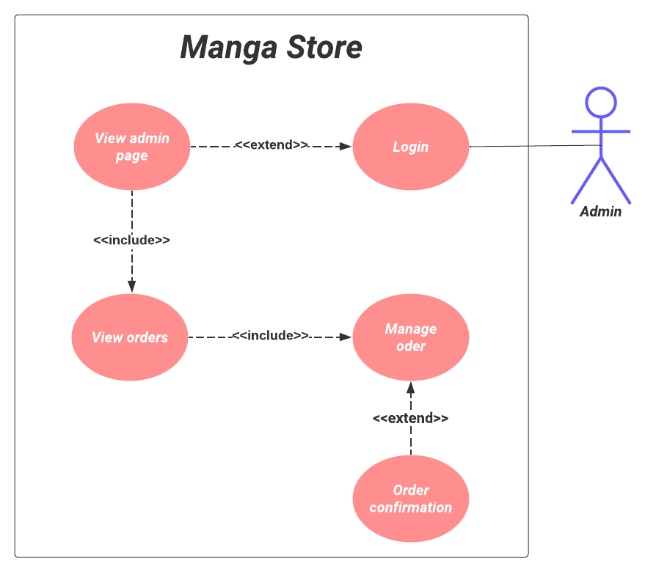 Manga Store
View admin
page
<<extend>>
Login
Admin
<<include>>
View orders
<<include>>
Manage
oder
<<extend>>
Order
confirmation